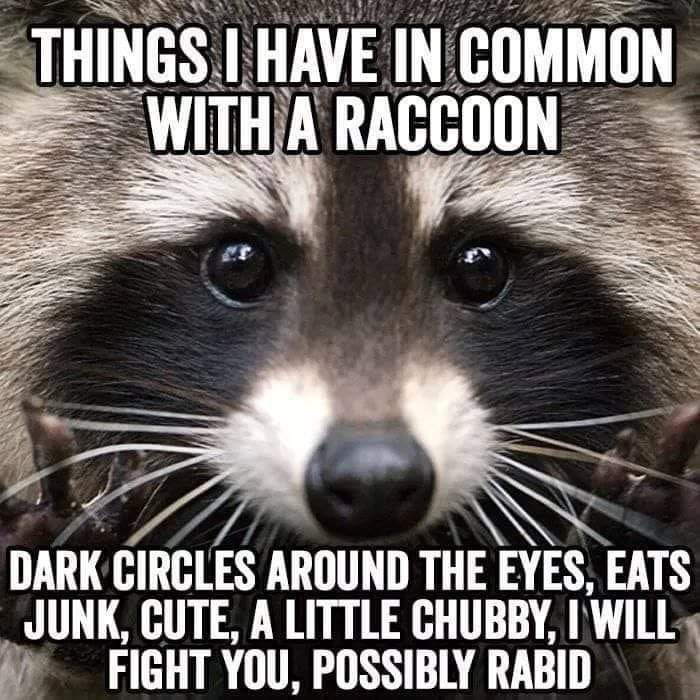 THINGS I HAVE IN COMMON
WITH A RACCOON
DARK CIRCLES AROUND THE EYES, EATS
JUNK, CUTE, A LITTLE CHUBBY, I WILL
FIGHT YOU, POSSIBLY RABID